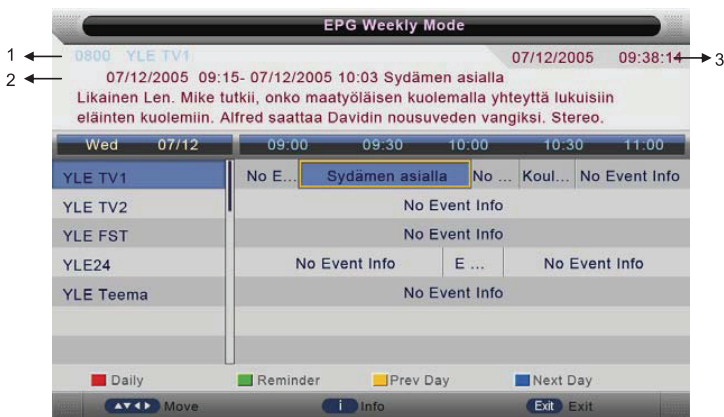 EPG Weekly Mode
1 0800 YLE TV1 07/12/2005 09:38:14 3
2 07/12/2005 09:15- 07/12/2005 10:03 Sydämen asialla
Likainen Len. Mike tutkii, onko maatyöläisen kuolemalla yhteyttä lukuisiin
eläinten kuolemiin. Alfred saattaa Davidin nousuveden vangiksi. Stereo.
Wed 07/12 09:00 09:30 10:00 10:30 11:00
YLE TV1 No E... Sydämen asialla No ... Koul... No Event Info
YLE TV2 No Event Info
YLE FST No Event Info
YLE24 No Event Info E ... No Event Info
YLE Teema No Event Info
Daily Reminder Prev Day Next Day
Move i Info Exit Exit